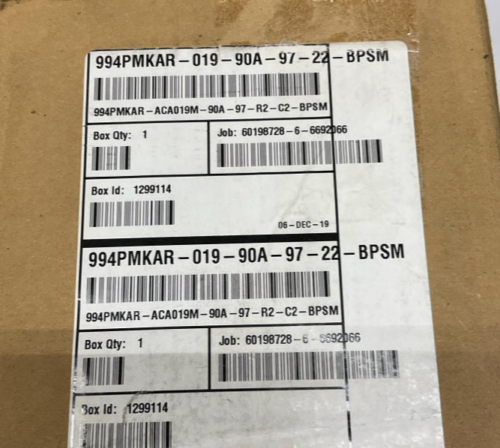 994PMKAR-019-90A-97-22-BPSM
994PMKAR-ACA019M-90A-97-R2-C2-BPSM
Box Qty: 1 Job: 60198728-6-6692066
Box Id: 1299114
06-DEC-19
994PMKAR-019-90A-97-22-BPSM
994PMKAR-ACA019M-90A-97-R2-C2-BPSM
Box Qty: 1 Job: 60198728-6-6692066
Box Id: 1299114